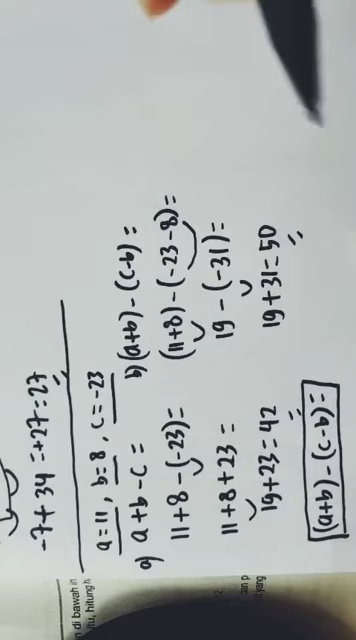 -7+34=+27=27
a=11, b=8, c=-23
a) a+b-c=
11+8-(-23)=
11+8+23=
19+23=42
b) (a+b)-(c-b)=
(11+8)-(-23-8)=
19-(-31)=
19+31=50
(a+b)-(c-b)=
n di bawah in
itu, hitung h
yang